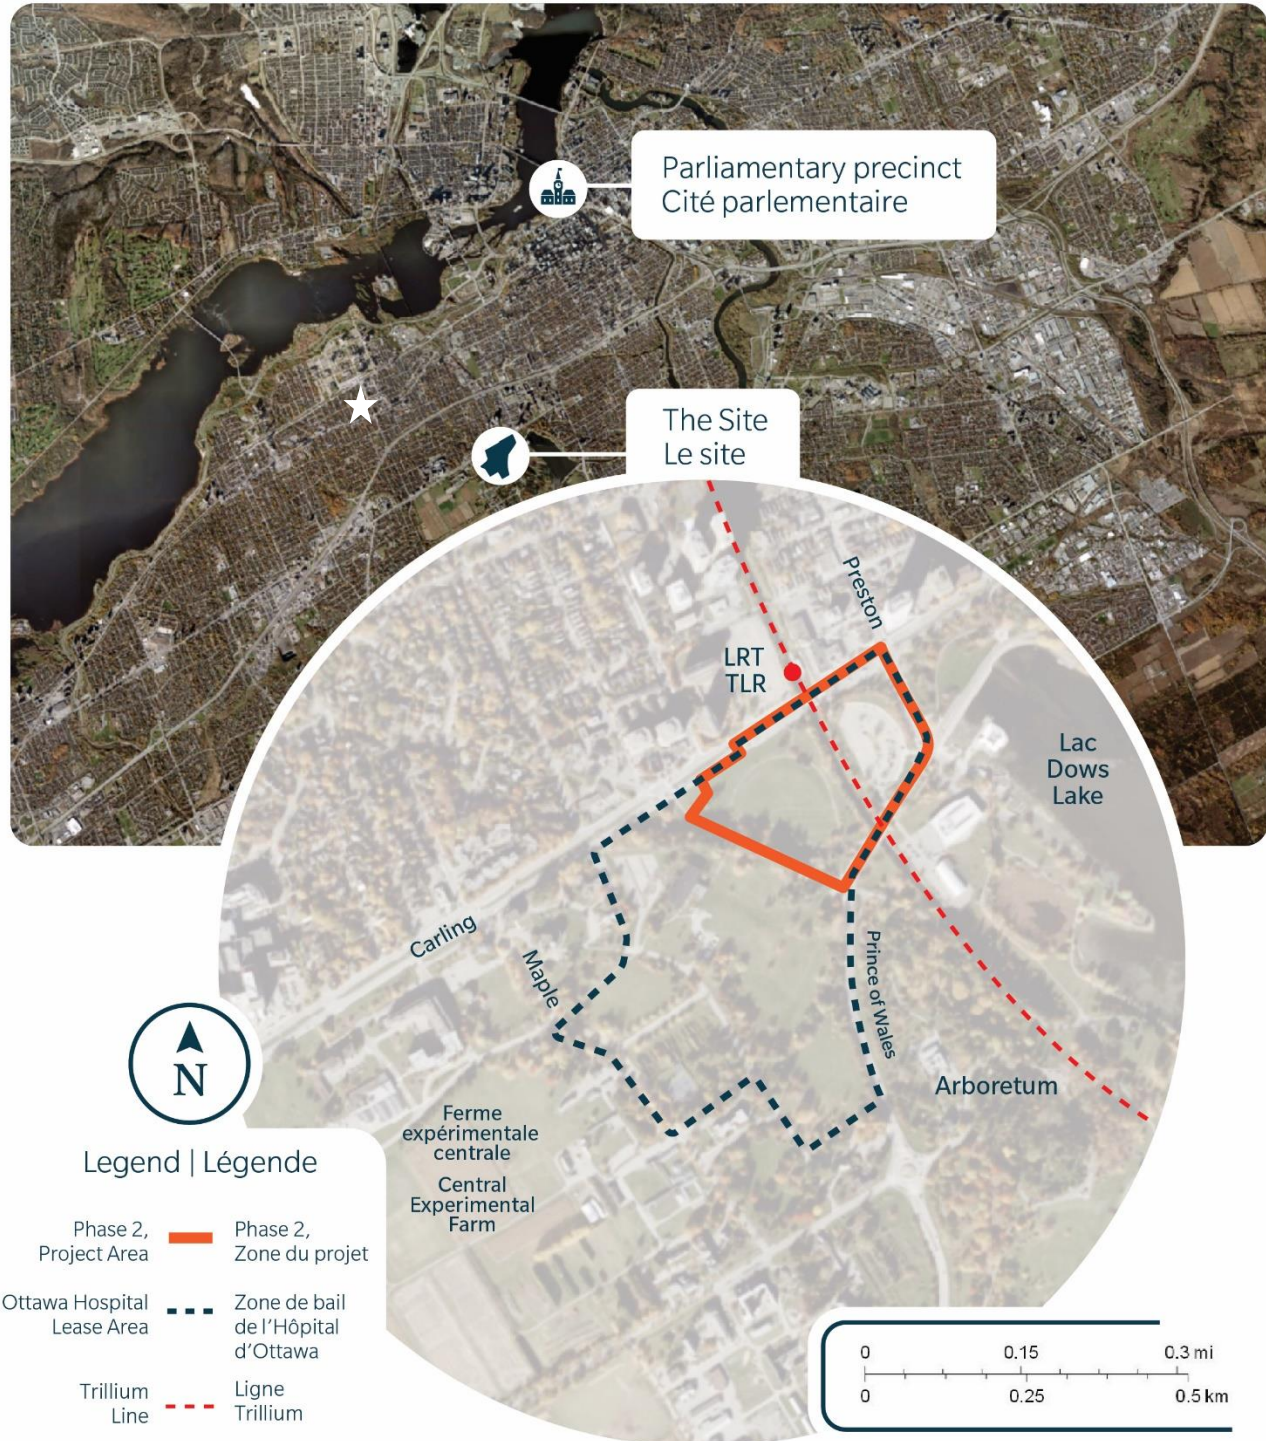 Parliamentary precinct
Cité parlementaire
The Site
Le site
Preston
LRT
TLR
Lac
Dows
Lake
Carling
Maple
Prince of Wales
Arboretum
N
Ferme
expérimentale
centrale
Central
Experimental
Farm
Legend | Légende
Phase 2,
Project Area
Phase 2,
Zone du projet
Ottawa Hospital
Lease Area
Zone de bail
de l'Hôpital
d'Ottawa
Trillium
Line
Ligne
Trillium
0 0.15 0.3 mi
0 0.25 0.5 km